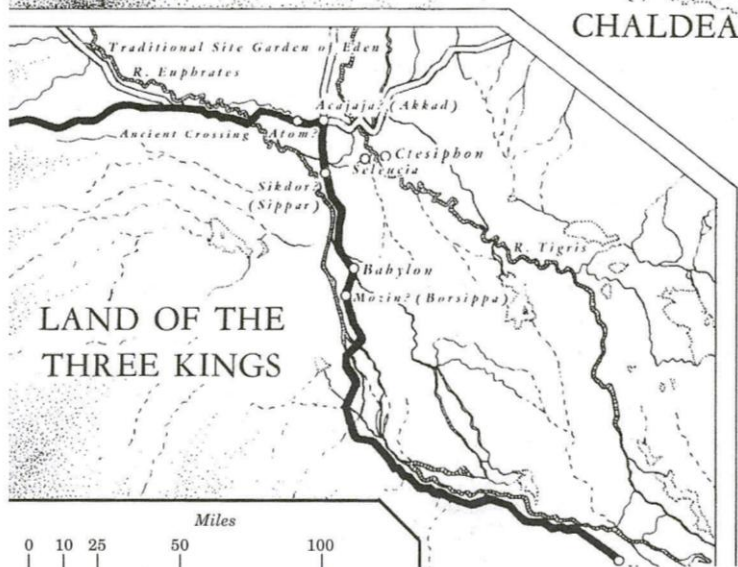 CHALDEA
Traditional Site Garden of Eden
R. Euphrates
Acajaja? (Akkad)
Ancient Crossing
Atom?
Ctesiphon
Seleucia
Sikdor?
(Sippar)
R. Tigris
Babylon
Mozin? (Borsippa)
LAND OF THE
THREE KINGS
Miles
0 10 25 50 100